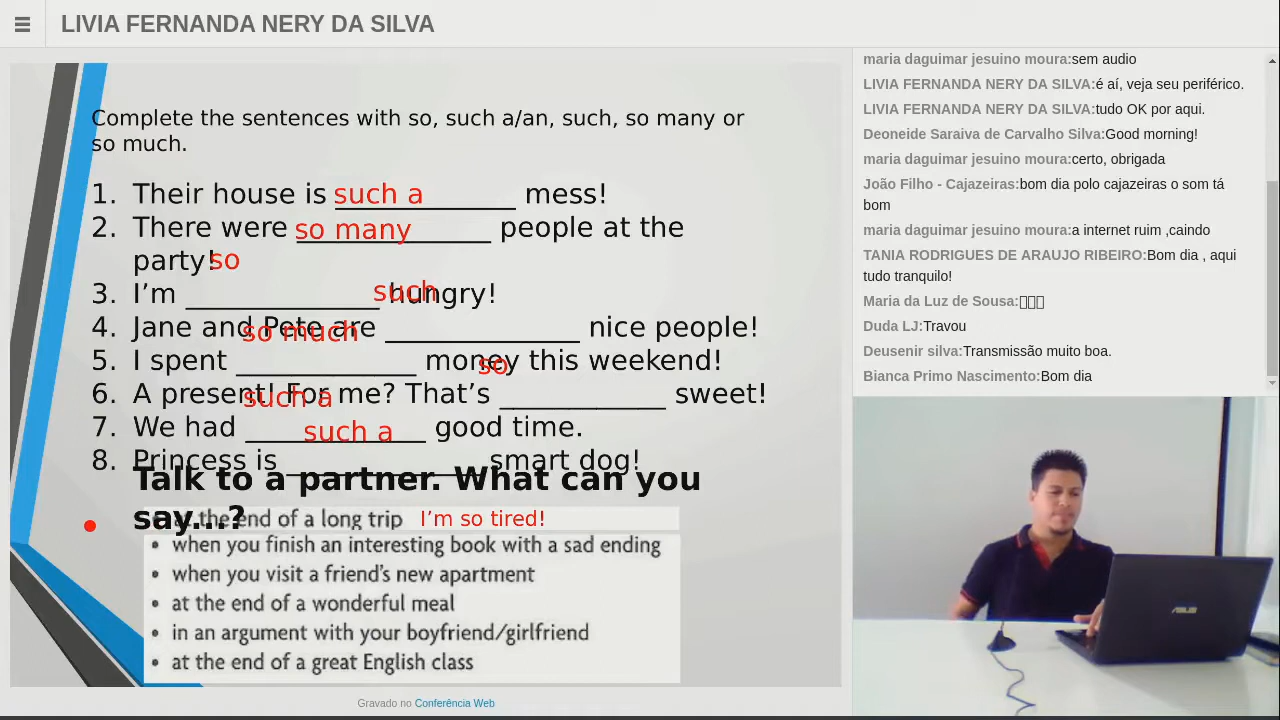 LIVIA FERNANDA NERY DA SILVA
Complete the sentences with so, such a/an, such, so many or
so much.
1. Their house is such a ____________ mess!
2. There were so many ____________ people at the
party!
so
3. I’m ____________ hungry!
such
4. Jane and Pete are ____________ nice people!
so much
5. I spent ____________ money this weekend!
so
6. A present! For me? That’s ____________ sweet!
such a
7. We had ____________ good time.
such a
8. Princess is ____________ smart dog!
Talk to a partner. What can you
say...?
• at the end of a long trip I’m so tired!
• when you finish an interesting book with a sad ending
• when you visit a friend’s new apartment
• at the end of a wonderful meal
• in an argument with your boyfriend/girlfriend
• at the end of a great English class
Gravado no Conferência Web
maria daguimar jesuino moura:sem audio
LIVIA FERNANDA NERY DA SILVA:é aí, veja seu periférico.
LIVIA FERNANDA NERY DA SILVA:tudo OK por aqui.
Deoneide Saraiva de Carvalho Silva:Good morning!
maria daguimar jesuino moura:certo, obrigada
João Filho - Cajazeiras:bom dia polo cajazeiras o som tá
bom
maria daguimar jesuino moura:a internet ruim ,caindo
TANIA RODRIGUES DE ARAUJO RIBEIRO:Bom dia , aqui
tudo tranquilo!
Maria da Luz de Sousa:
Duda LJ:Travou
Deusenir silva:Transmissão muito boa.
Bianca Primo Nascimento:Bom dia
ASUS